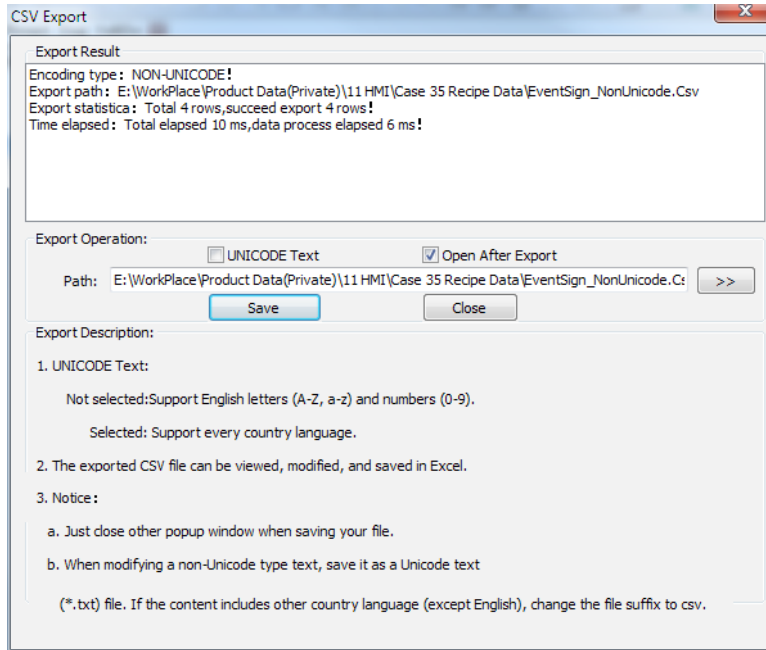 CSV Export
Export Result
Encoding type: NON-UNICODE!
Export path: E:\WorkPlace\Product Data(Private)\11 HMI\Case 35 Recipe Data\EventSign_NonUnicode.Csv
Export statistica: Total 4 rows,succeed export 4 rows!
Time elapsed: Total elapsed 10 ms,data process elapsed 6 ms!
Export Operation:
UNICODE Text Open After Export
Path: E:\WorkPlace\Product Data(Private)\11 HMI\Case 35 Recipe Data\EventSign_NonUnicode.Cs >>
Save Close
Export Description:
1. UNICODE Text:
Not selected:Support English letters (A-Z, a-z) and numbers (0-9).
Selected: Support every country language.
2. The exported CSV file can be viewed, modified, and saved in Excel.
3. Notice:
a. Just close other popup window when saving your file.
b. When modifying a non-Unicode type text, save it as a Unicode text
(*.txt) file. If the content includes other country language (except English), change the file suffix to csv.